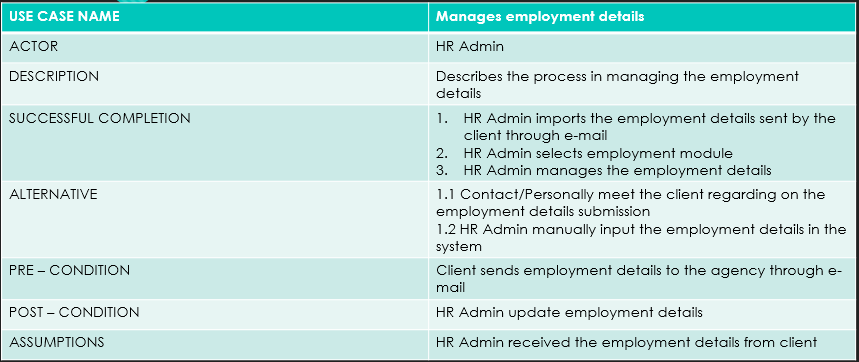 USE CASE NAME
Manages employment details
ACTOR
HR Admin
DESCRIPTION
Describes the process in managing the employment
details
SUCCESSFUL COMPLETION
1. HR Admin imports the employment details sent by the
client through e-mail
2. HR Admin selects employment module
3. HR Admin manages the employment details
ALTERNATIVE
1.1 Contact/Personally meet the client regarding on the
employment details submission
1.2 HR Admin manually input the employment details in the
system
PRE – CONDITION
Client sends employment details to the agency through e-
mail
POST – CONDITION
HR Admin update employment details
ASSUMPTIONS
HR Admin received the employment details from client